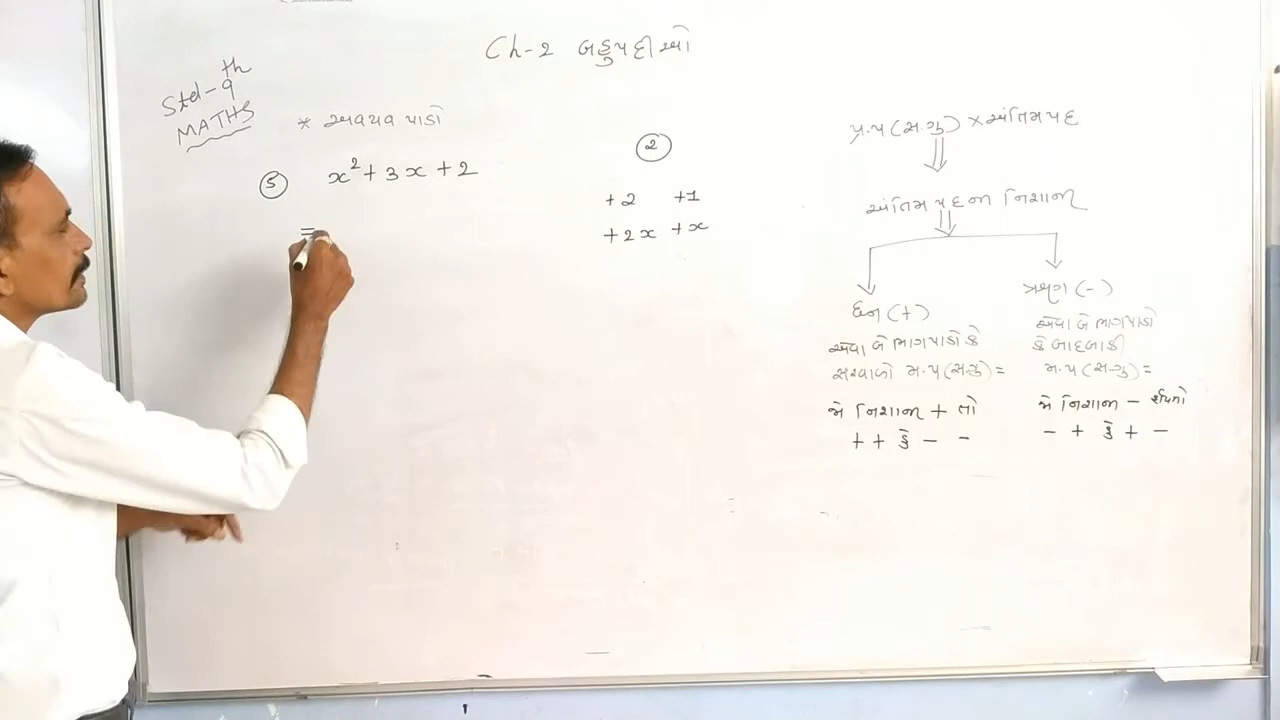 Ch-2 બહુપદીઓ
Std-9th
MATHS
* અવયવ પાડો
(5) x² + 3x + 2
=
(2)
+2 +1
+2x +x
પ્ર.પ (સ.ગુ) × અંતિમ પદ
અંતિમ પદના નિશાની
ધન (+)
એવા બે ભાગ પાડો કે
સરવાળો મ.પ (સ.ગુ) =
જો નિશાની + તો
+ + કે - -
ઋણ (-)
એવા બે ભાગ પાડો
કે બાદબાકી
મ.પ (સ.ગુ) =
જો નિશાની -
- + કે + -